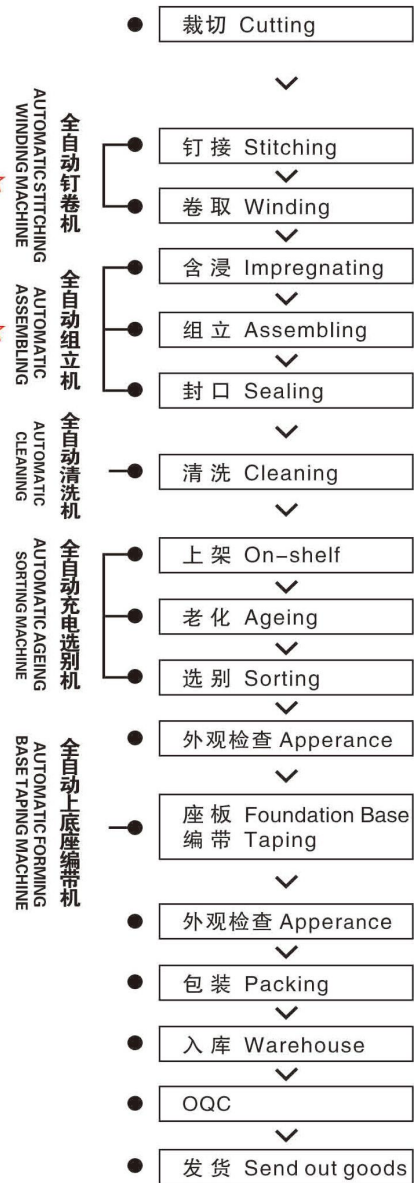 裁切 Cutting
全自动钉卷机
AUTOMATIC STITCHING
WINDING MACHINE
钉接 Stitching
卷取 Winding
全自动组立机
AUTOMATIC
ASSEMBLING
含浸 Impregnating
组立 Assembling
封口 Sealing
全自动清洗机
AUTOMATIC
CLEANING
清洗 Cleaning
全自动充电选别机
AUTOMATIC AGEING
SORTING MACHINE
上架 On-shelf
老化 Ageing
选别 Sorting
外观检查 Apperance
全自动上底座编带机
AUTOMATIC FORMING
BASE TAPING MACHINE
座板 Foundation Base
编带 Taping
外观检查 Apperance
包装 Packing
入库 Warehouse
OQC
发货 Send out goods